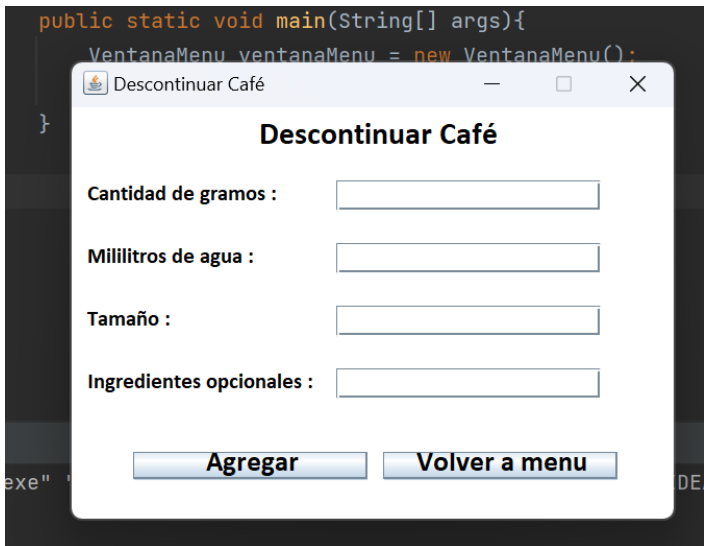 public static void main(String[] args){
VentanaMenu ventanaMenu = new VentanaMenu();
Descontinuar Café
}
Descontinuar Café
Cantidad de gramos :
Mililitros de agua :
Tamaño :
Ingredientes opcionales :
Agregar Volver a menu
exe" "